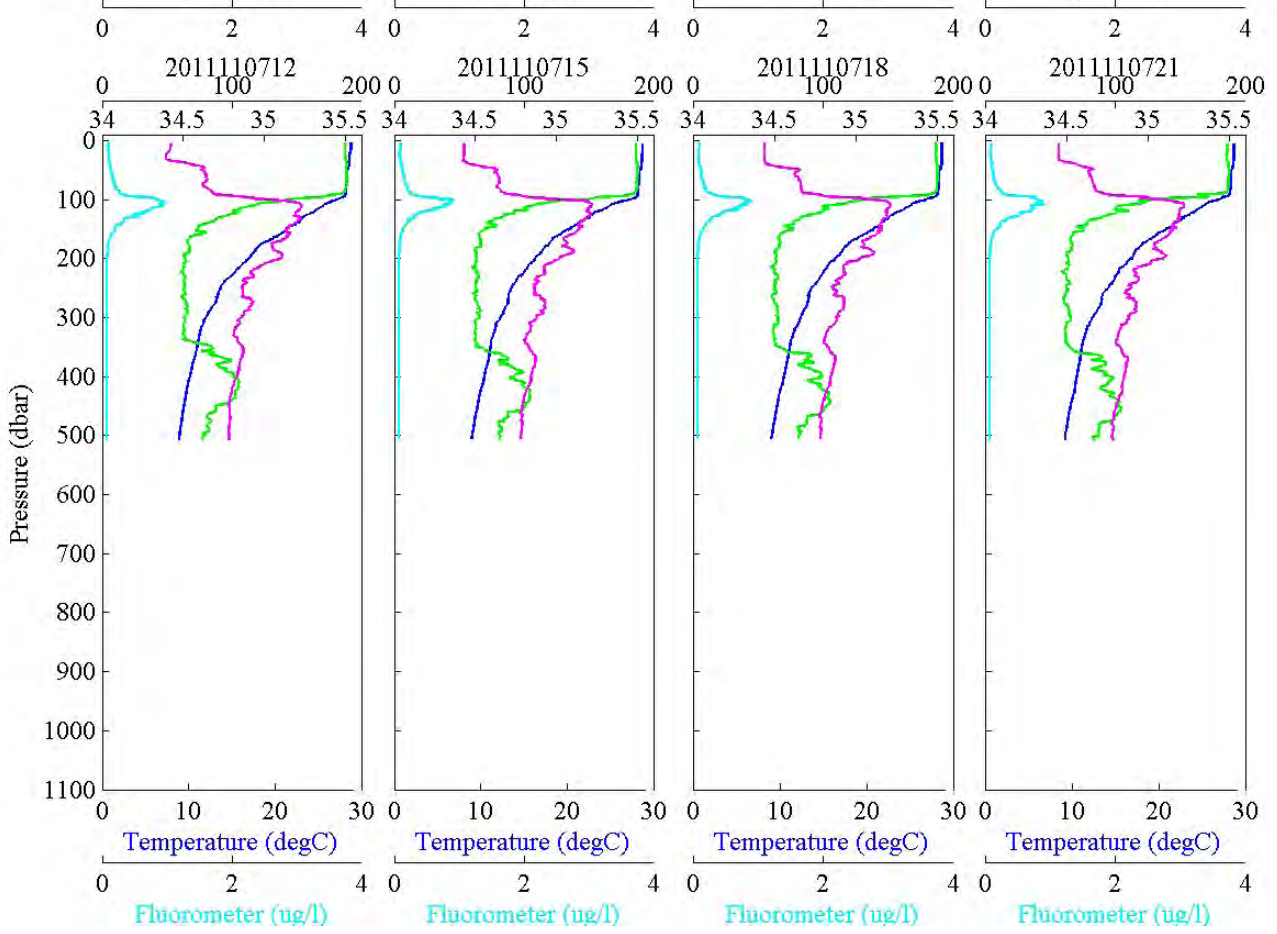 0 2 4 0 2 4 0 2 4 0 2 4
2011110712 2011110715 2011110718 2011110721
0 100 200 0 100 200 0 100 200 0 100 200
34 34.5 35 35.5 34 34.5 35 35.5 34 34.5 35 35.5 34 34.5 35 35.5
0
100
200
300
400
500
600
700
800
900
1000
1100
Pressure (dbar)
0 10 20 30 0 10 20 30 0 10 20 30 0 10 20 30
Temperature (degC) Temperature (degC) Temperature (degC) Temperature (degC)
0 2 4 0 2 4 0 2 4 0 2 4
Fluorometer (ug/l) Fluorometer (ug/l) Fluorometer (ug/l) Fluorometer (ug/l)